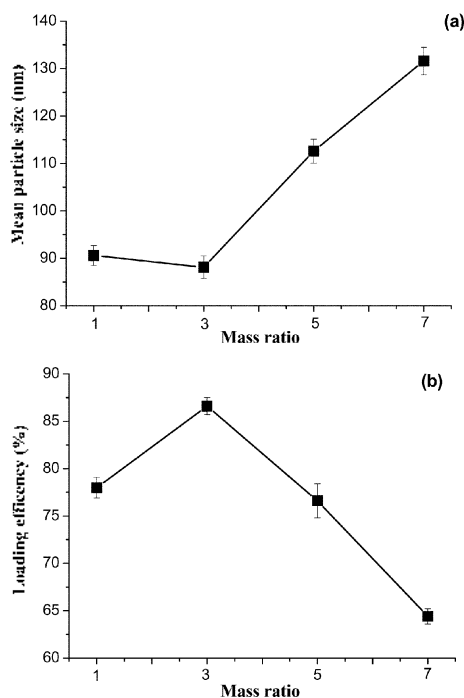 (a)
140
130
120
110
100
90
80
Mean particle size (nm)
1 3 5 7
Mass ratio
(b)
90
85
80
75
70
65
60
Loading efficency (%)
1 3 5 7
Mass ratio